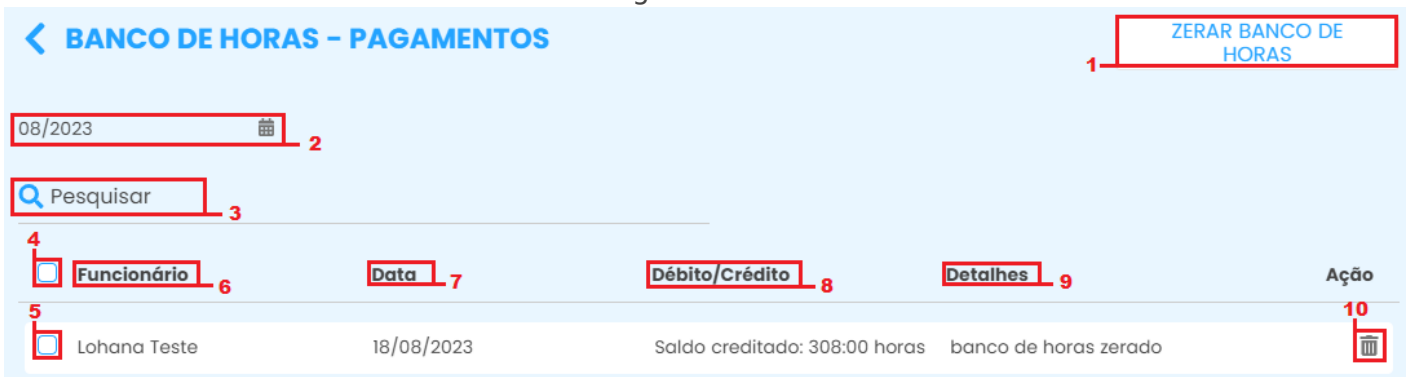 BANCO DE HORAS - PAGAMENTOS
ZERAR BANCO DE
HORAS
1
08/2023
2
Pesquisar
3
4
Funcionário 6 Data 7 Débito/Crédito 8 Detalhes 9 Ação
5 10
Lohana Teste 18/08/2023 Saldo creditado: 308:00 horas banco de horas zerado